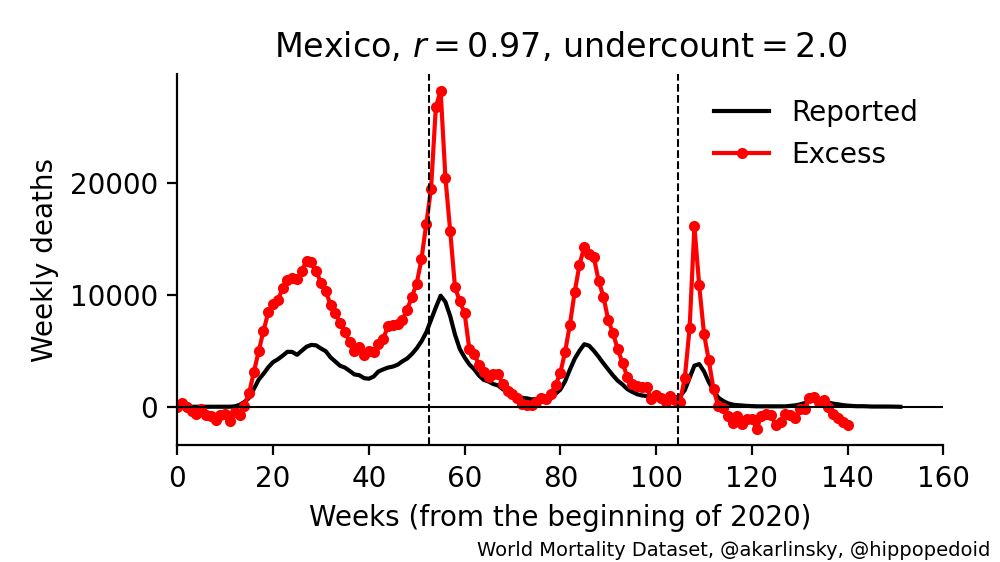 Mexico, r = 0.97, undercount = 2.0
Reported
Excess
Weekly deaths
20000
10000
0
0 20 40 60 80 100 120 140 160
Weeks (from the beginning of 2020)
World Mortality Dataset, @akarlinsky, @hippopedoid